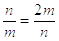 n/m = 2m/n